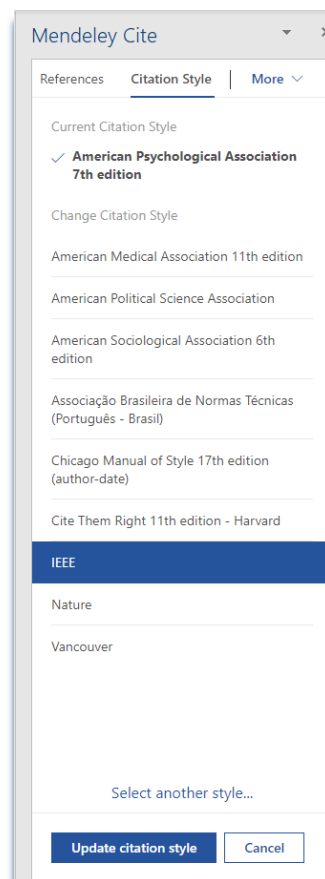 Mendeley Cite
References Citation Style More
Current Citation Style
American Psychological Association
7th edition
Change Citation Style
American Medical Association 11th edition
American Political Science Association
American Sociological Association 6th
edition
Associação Brasileira de Normas Técnicas
(Português - Brasil)
Chicago Manual of Style 17th edition
(author-date)
Cite Them Right 11th edition - Harvard
IEEE
Nature
Vancouver
Select another style...
Update citation style Cancel